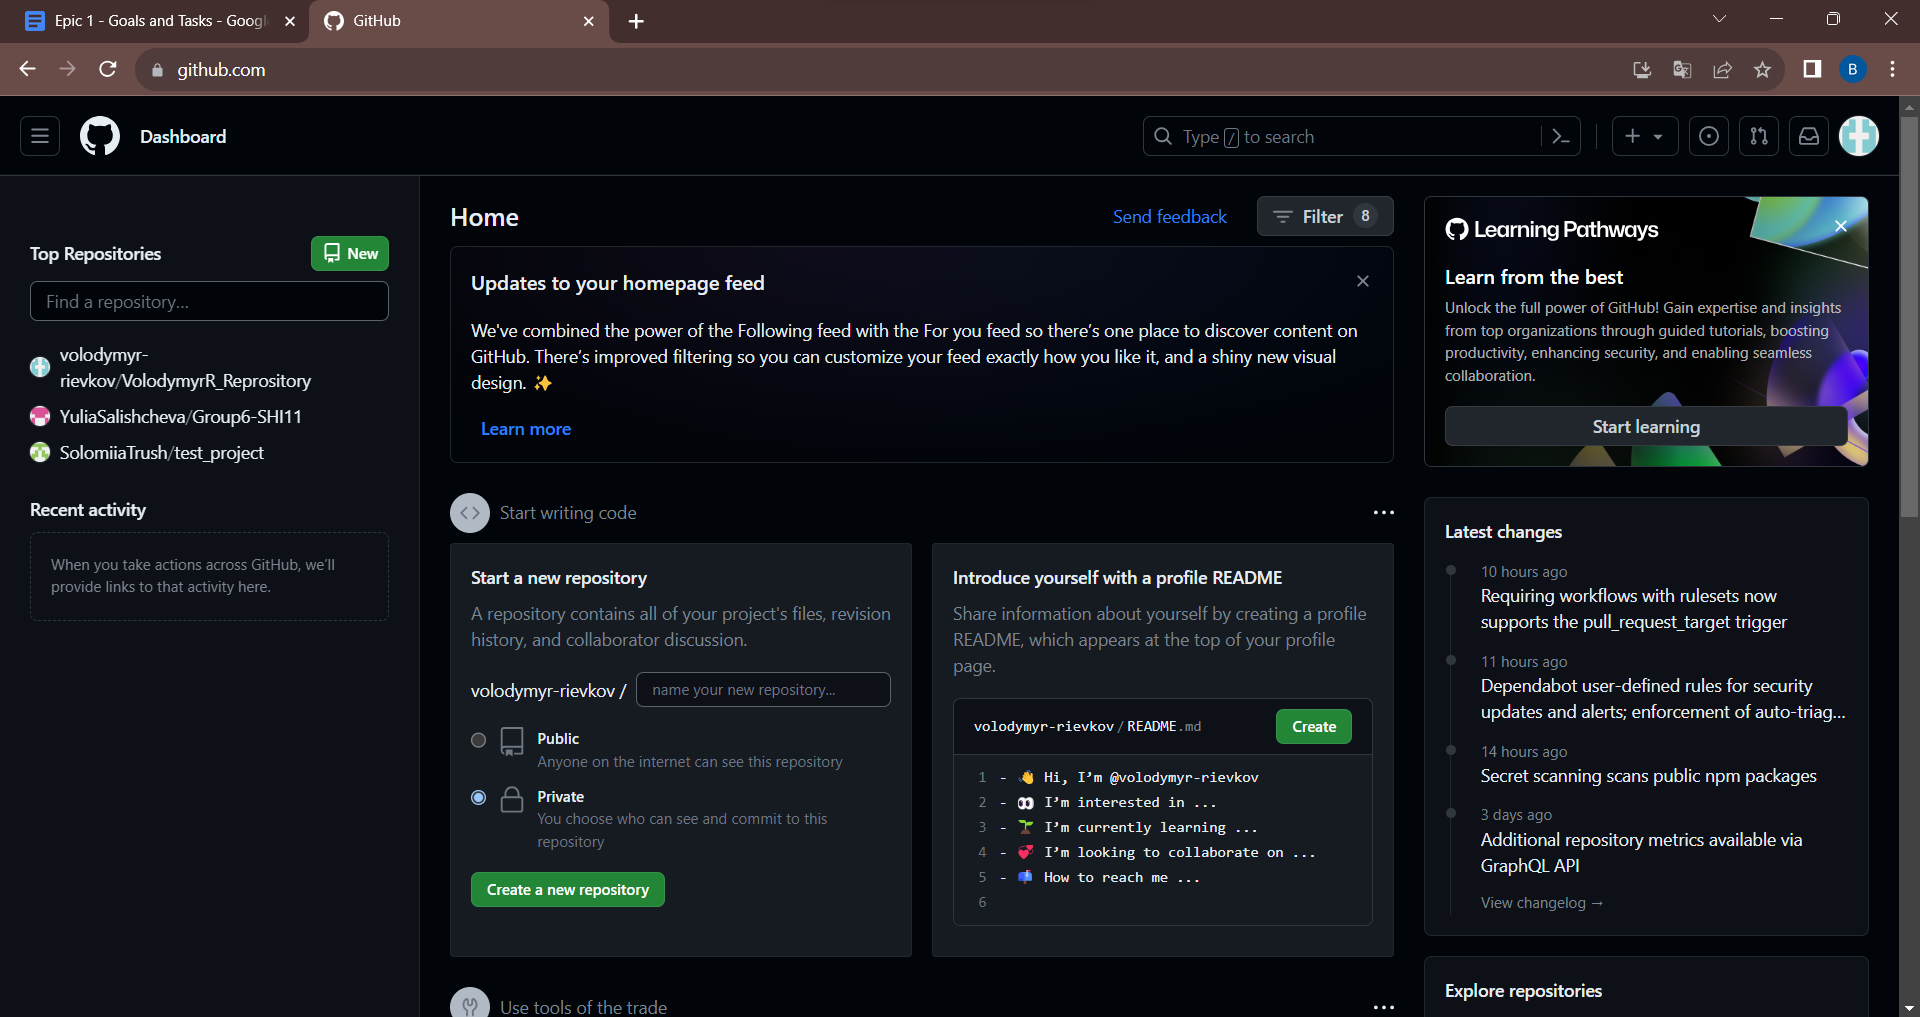 Epic 1 - Goals and Tasks - Googl
GitHub
github.com
B
Dashboard
Type / to search
Top Repositories
New
Find a repository...
volodymyr-
rievkov/VolodymyrR_Reprository
YuliaSalishcheva/Group6-SHI11
SolomiiaTrush/test_project
Recent activity
When you take actions across GitHub, we'll
provide links to that activity here.
Home
Send feedback
Filter 8
Updates to your homepage feed
We've combined the power of the Following feed with the For you feed so there's one place to discover content on
GitHub. There's improved filtering so you can customize your feed exactly how you like it, and a shiny new visual
design. ✨
Learn more
Start writing code
Start a new repository
A repository contains all of your project's files, revision
history, and collaborator discussion.
volodymyr-rievkov / name your new repository...
Public
Anyone on the internet can see this repository
Private
You choose who can see and commit to this
repository
Create a new repository
Introduce yourself with a profile README
Share information about yourself by creating a profile
README, which appears at the top of your profile
page.
volodymyr-rievkov / README.md
Create
1 - 👋 Hi, I'm @volodymyr-rievkov
2 - 👀 I'm interested in ...
3 - 🌱 I'm currently learning ...
4 - 💞️ I'm looking to collaborate on ...
5 - 📫 How to reach me ...
6
Use tools of the trade
Learning Pathways
Learn from the best
Unlock the full power of GitHub! Gain expertise and insights
from top organizations through guided tutorials, boosting
productivity, enhancing security, and enabling seamless
collaboration.
Start learning
Latest changes
10 hours ago
Requiring workflows with rulesets now
supports the pull_request_target trigger
11 hours ago
Dependabot user-defined rules for security
updates and alerts; enforcement of auto-triag...
14 hours ago
Secret scanning scans public npm packages
3 days ago
Additional repository metrics available via
GraphQL API
View changelog →
Explore repositories